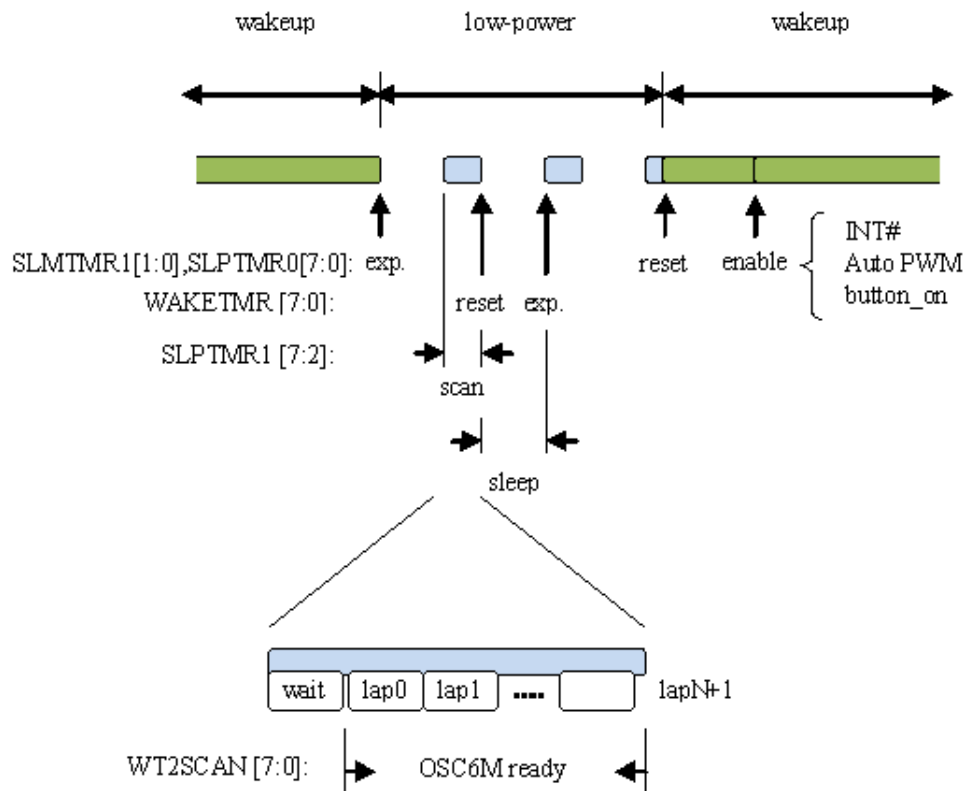 wakeup low-power wakeup
SLMTMR1[1:0],SLPTMR0[7:0]: exp. reset enable INT#
Auto PWM
button_on
WAKETMR [7:0]: reset exp.
SLPTMR1 [7:2]:
scan
sleep
wait lap0 lap1 ..... lapN+1
WT2SCAN [7:0]: OSC6M ready